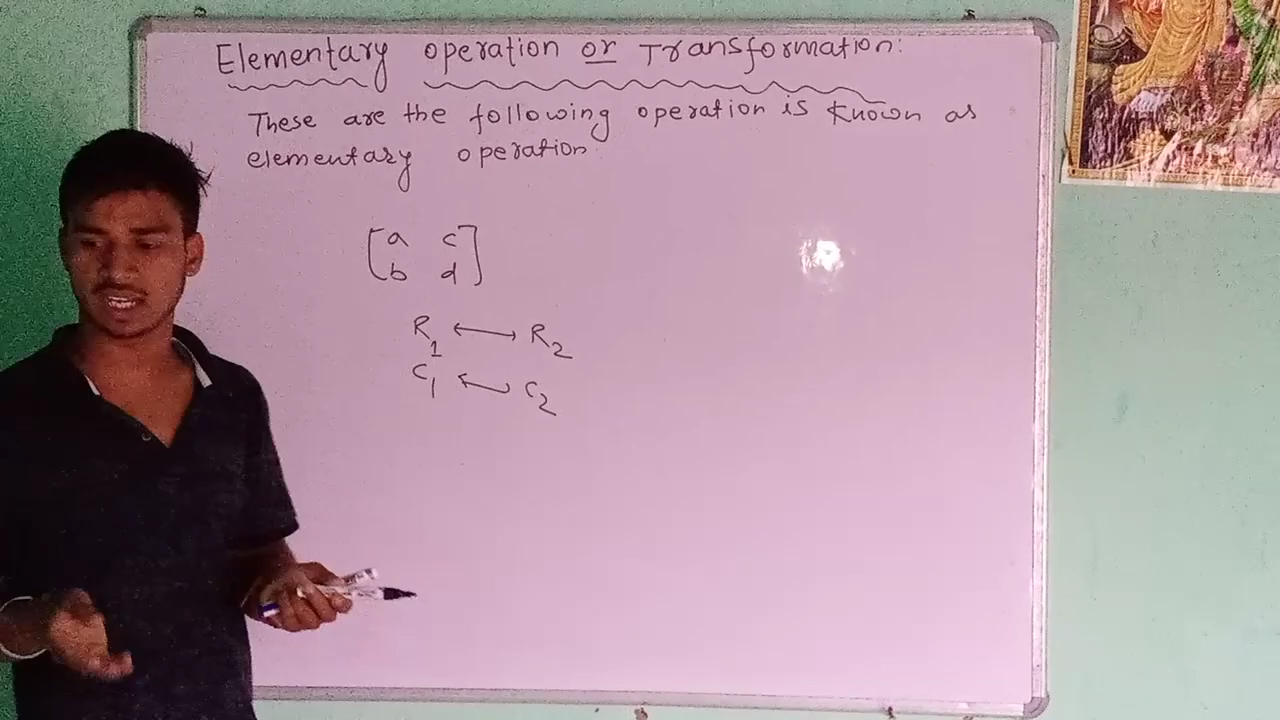 Elementary operation or Transformation:
These are the following operation is known as
elementary operation.
[a c
b d]
R1 ⟷ R2
C1 ⟷ C2